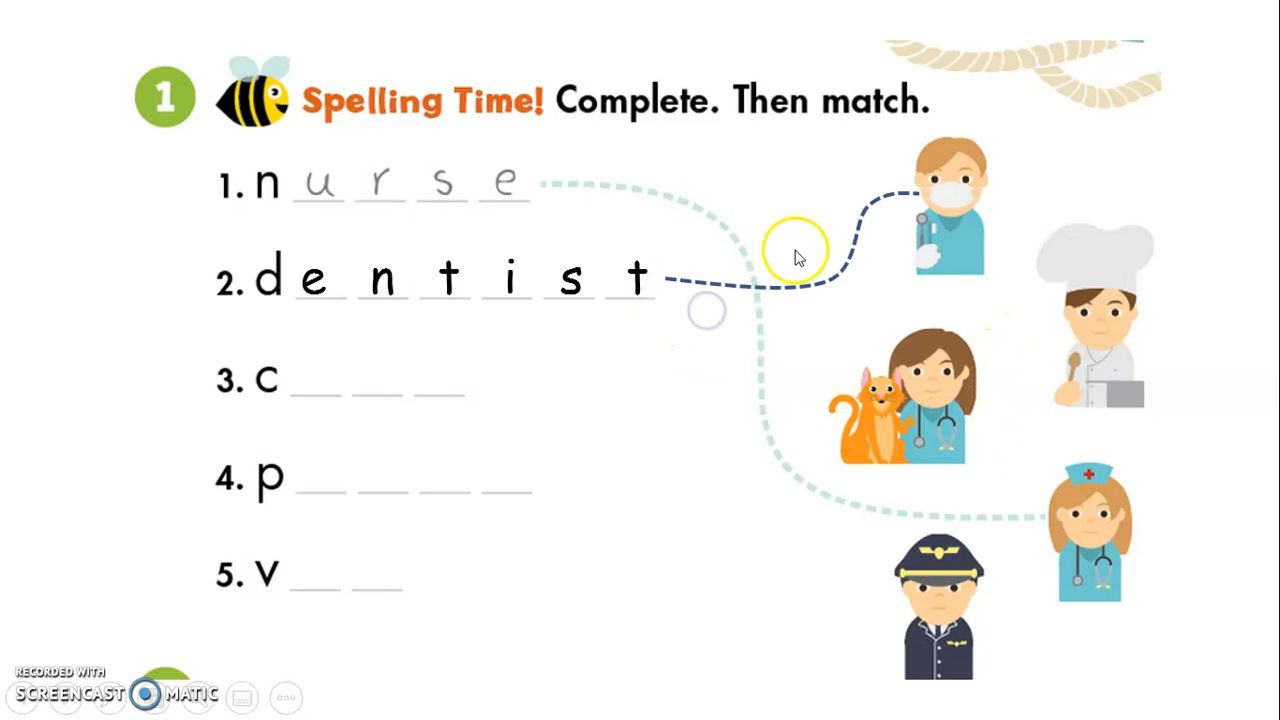 1 Spelling Time! Complete. Then match.
1. n u r s e
2. d e n t i s t
3. c _ _ _
4. p _ _ _ _
5. v _ _
RECORDED WITH
SCREENCAST MATIC